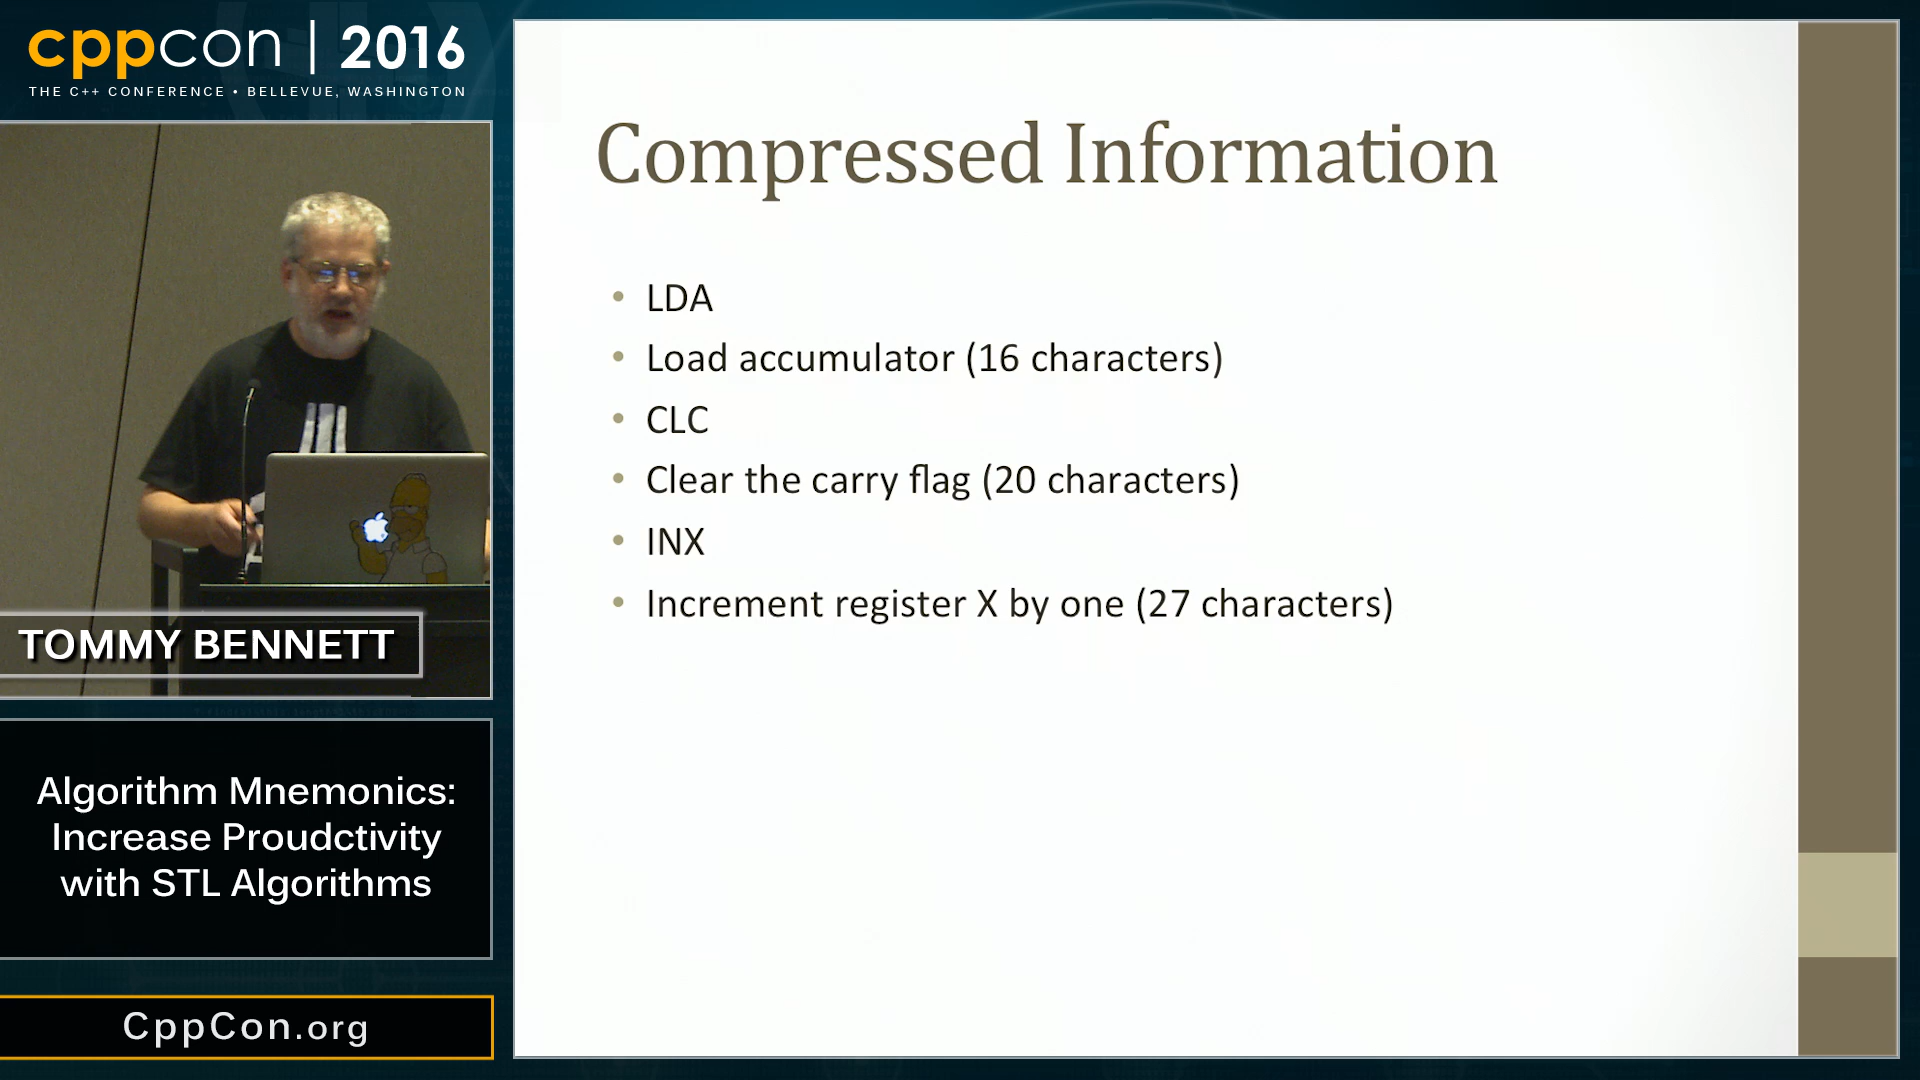 cppcon | 2016
THE C++ CONFERENCE • BELLEVUE, WASHINGTON
TOMMY BENNETT
Algorithm Mnemonics:
Increase Proudctivity
with STL Algorithms
CppCon.org
Compressed Information
• LDA
• Load accumulator (16 characters)
• CLC
• Clear the carry flag (20 characters)
• INX
• Increment register X by one (27 characters)